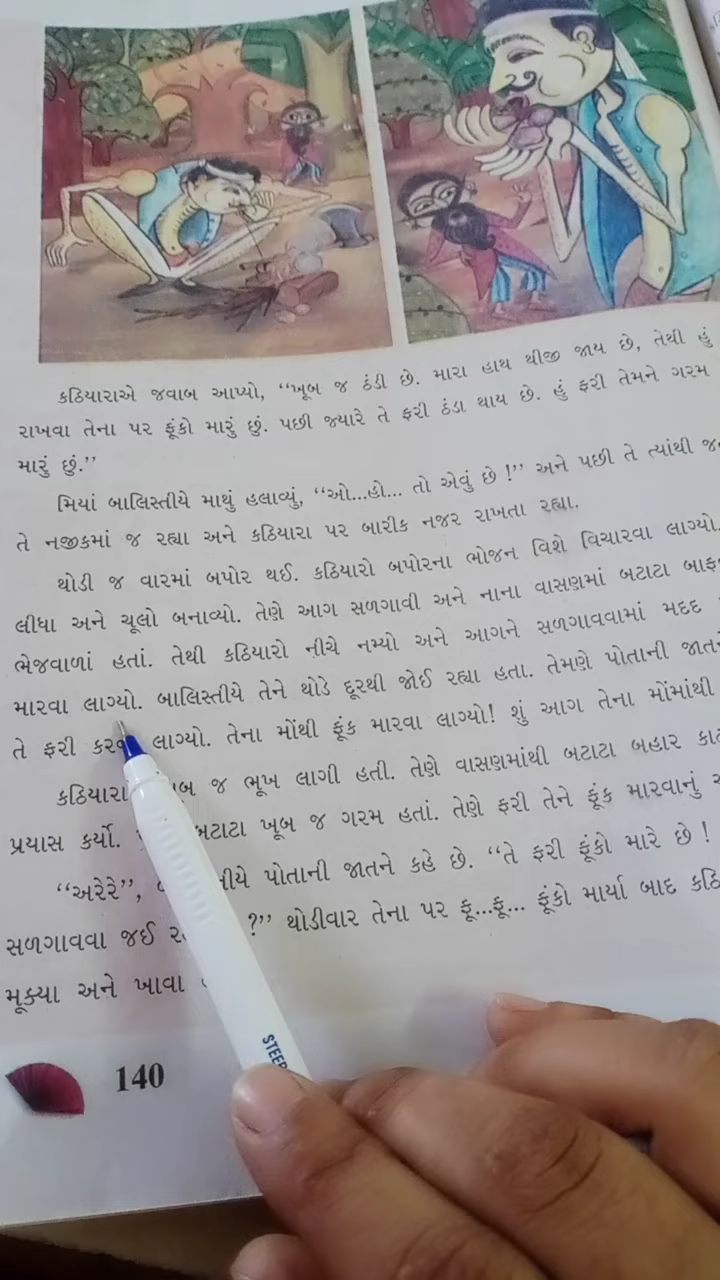 કઠિયારાએ જવાબ આપ્યો, “ખૂબ જ ઠંડી છે. મારા હાથ થીજી જાય છે, તેથી હું
રાખવા તેના પર ફૂંકો મારું છું. પછી જ્યારે તે ફરી ઠંડા થાય છે. હું ફરી તેમને ગરમ
મારું છું.”
મિયાં બાલિસ્તીયે માથું હલાવ્યું, “ઓ...હો... તો એવું છે !” અને પછી તે ત્યાંથી
તે નજીકમાં જ રહ્યા અને કઠિયારા પર બારીક નજર રાખતા રહ્યા.
થોડી જ વારમાં બપોર થઈ. કઠિયારો બપોરના ભોજન વિશે વિચારવા લાગ્યો.
લીધા અને ચૂલો બનાવ્યો. તેણે આગ સળગાવી અને નાના વાસણમાં બટાટા
ભેજવાળાં હતાં. તેથી કઠિયારો નીચે નમ્યો અને આગને સળગાવવામાં મદદ
મારવા લાગ્યો. બાલિસ્તીયે તેને થોડે દૂરથી જોઈ રહ્યા હતા. તેમણે પોતાની
તે ફરી લાગ્યો. તેના મોંથી ફૂંક મારવા લાગ્યો! શું આગ તેના મોંમાંથી
જ ભૂખ લાગી હતી. તેણે વાસણમાંથી બટાટા બહાર
પ્રયાસ કર્યો. બટાટા ખૂબ જ ગરમ હતાં. તેણે ફરી તેને ફૂંક મારવાનું
“અરેરે”, પોતાની જાતને કહે છે. “તે ફરી ફૂંકો મારે છે !
સળગાવવા જઈ ?” થોડીવાર તેના પર ફૂ...ફૂ... ફૂંકો માર્યા બાદ
મૂક્યા અને ખાવા
140